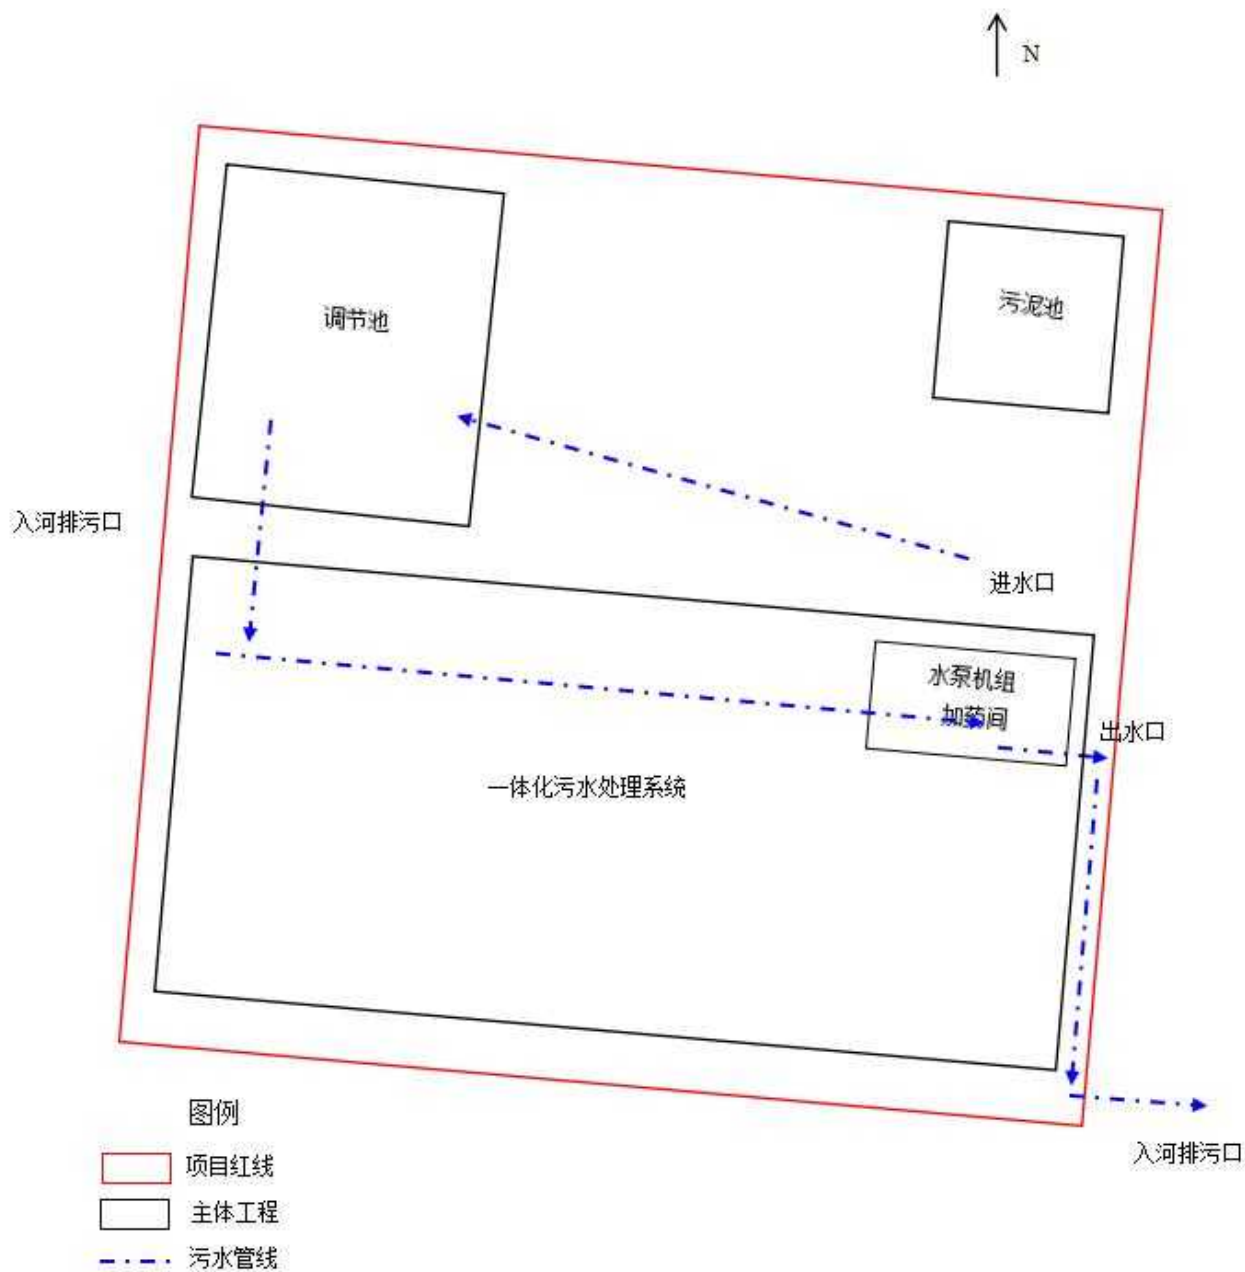 N
调节池
污泥池
入河排污口
进水口
水泵机组
加药间
出水口
一体化污水处理系统
图例
入河排污口
项目红线
主体工程
污水管线